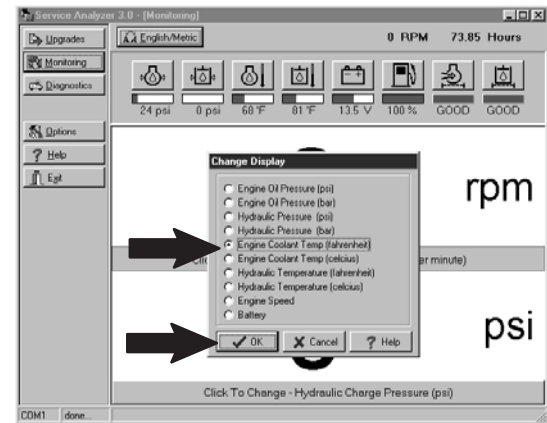 Service Analyzer 3.0 - [Monitoring]
Upgrades
English/Metric
0 RPM 73.85 Hours
Monitoring
Diagnostics
24 psi 0 psi 68 °F 81 °F 13.5 V 100 % GOOD GOOD
Options
Help
Exit
Change Display
Engine Oil Pressure (psi)
Engine Oil Pressure (bar)
Hydraulic Pressure (psi)
Hydraulic Pressure (bar)
Engine Coolant Temp (fahrenheit)
Engine Coolant Temp (celcius)
Hydraulic Temperature (fahrenheit)
Hydraulic Temperature (celcius)
Engine Speed
Battery
OK Cancel Help
rpm
er minute)
psi
Click To Change - Hydraulic Charge Pressure (psi)
COM1 done...